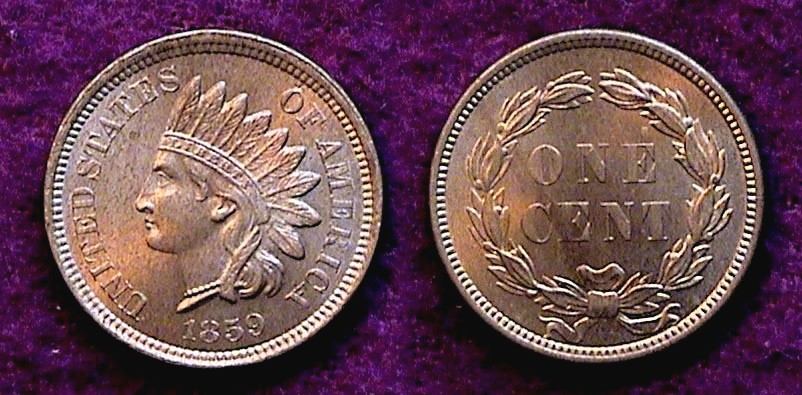 UNITED STATES OF AMERICA
1859
ONE
CENT